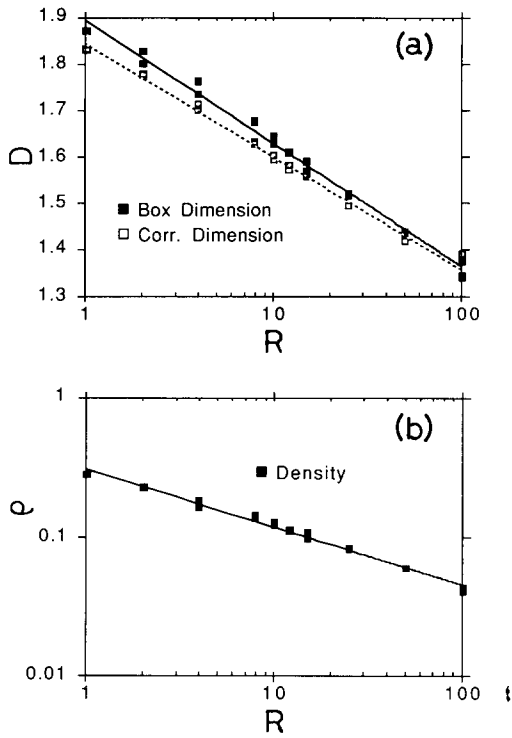 1.9
(a)
1.8
1.7
D
1.6
1.5
■ Box Dimension
□ Corr. Dimension
1.4
1.3
1 10 100
R
1
(b)
■ Density
ρ
0.1
0.01
1 10 100
R